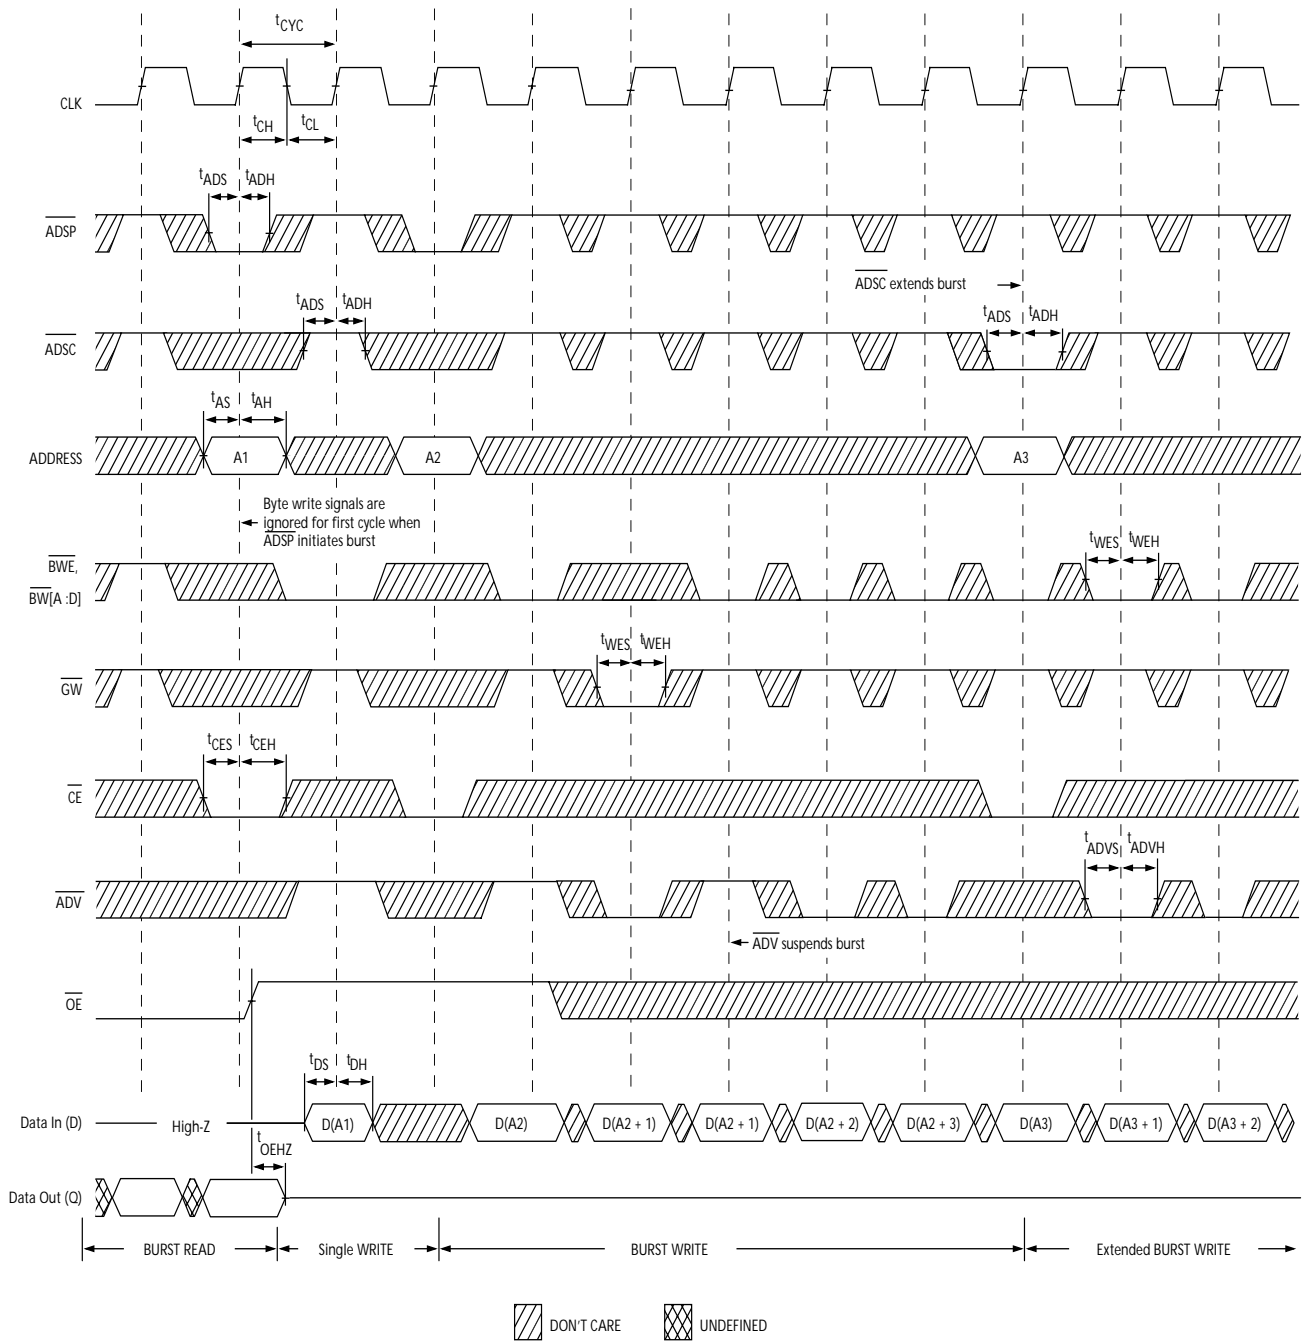 tCYC
CLK
tCH
tCL
tADS
tADH
ADSP
ADSC extends burst
tADS
tADH
tADS
tADH
ADSC
tAS
tAH
ADDRESS
A1
A2
A3
Byte write signals are
ignored for first cycle when
ADSP initiates burst
tWES
tWEH
BWE,
BW[A :D]
tWES
tWEH
GW
tCES
tCEH
CE
tADVS
tADVH
ADV
ADV suspends burst
OE
tDS
tDH
Data In (D)
High-Z
D(A1)
D(A2)
D(A2 + 1)
D(A2 + 1)
D(A2 + 2)
D(A2 + 3)
D(A3)
D(A3 + 1)
D(A3 + 2)
tOEHZ
Data Out (Q)
BURST READ
Single WRITE
BURST WRITE
Extended BURST WRITE
DON'T CARE
UNDEFINED